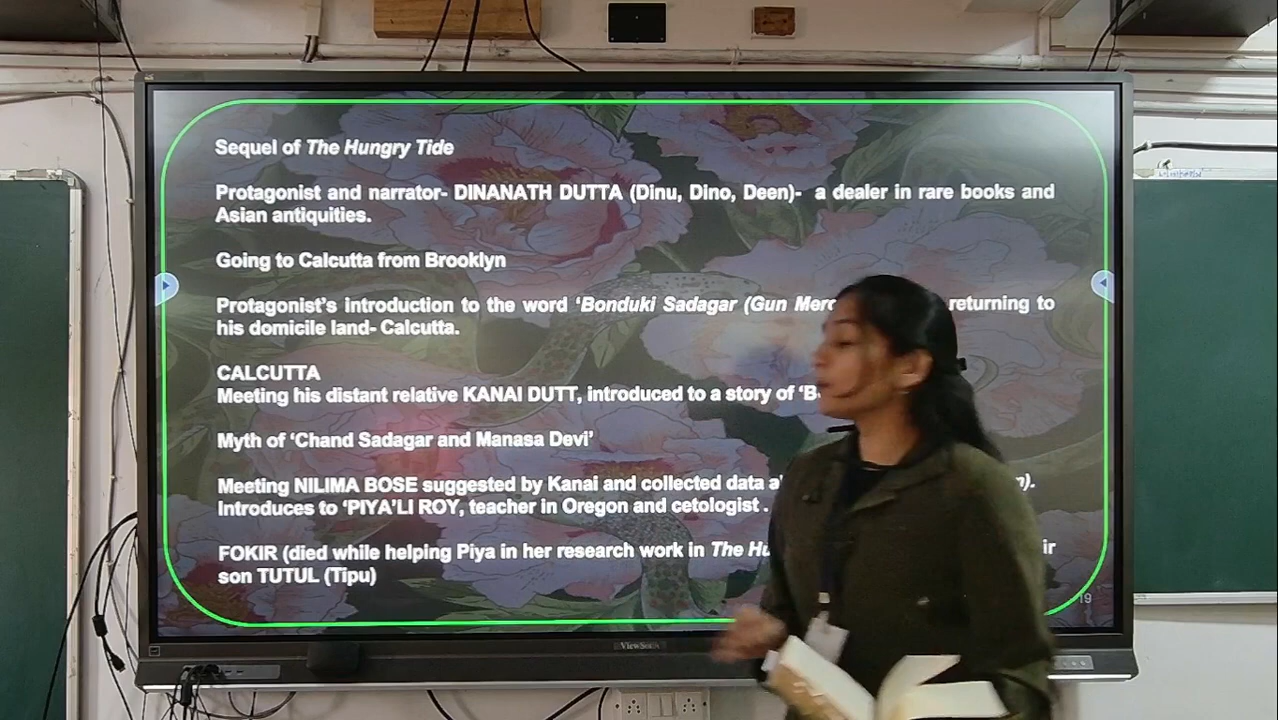 Sequel of The Hungry Tide
Protagonist and narrator- DINANATH DUTTA (Dinu, Dino, Deen)- a dealer in rare books and
Asian antiquities.
Going to Calcutta from Brooklyn
Protagonist's introduction to the word ‘Bonduki Sadagar (Gun returning to
his domicile land- Calcutta.
CALCUTTA
Meeting his distant relative KANAI DUTT, introduced to a story of
Myth of ‘Chand Sadagar and Manasa Devi’
Meeting NILIMA BOSE suggested by Kanai and collected data
Introduces to ‘PIYA’LI ROY, teacher in Oregon and cetologist .
FOKIR (died while helping Piya in her research work in The
son TUTUL (Tipu)
19
ViewSonic